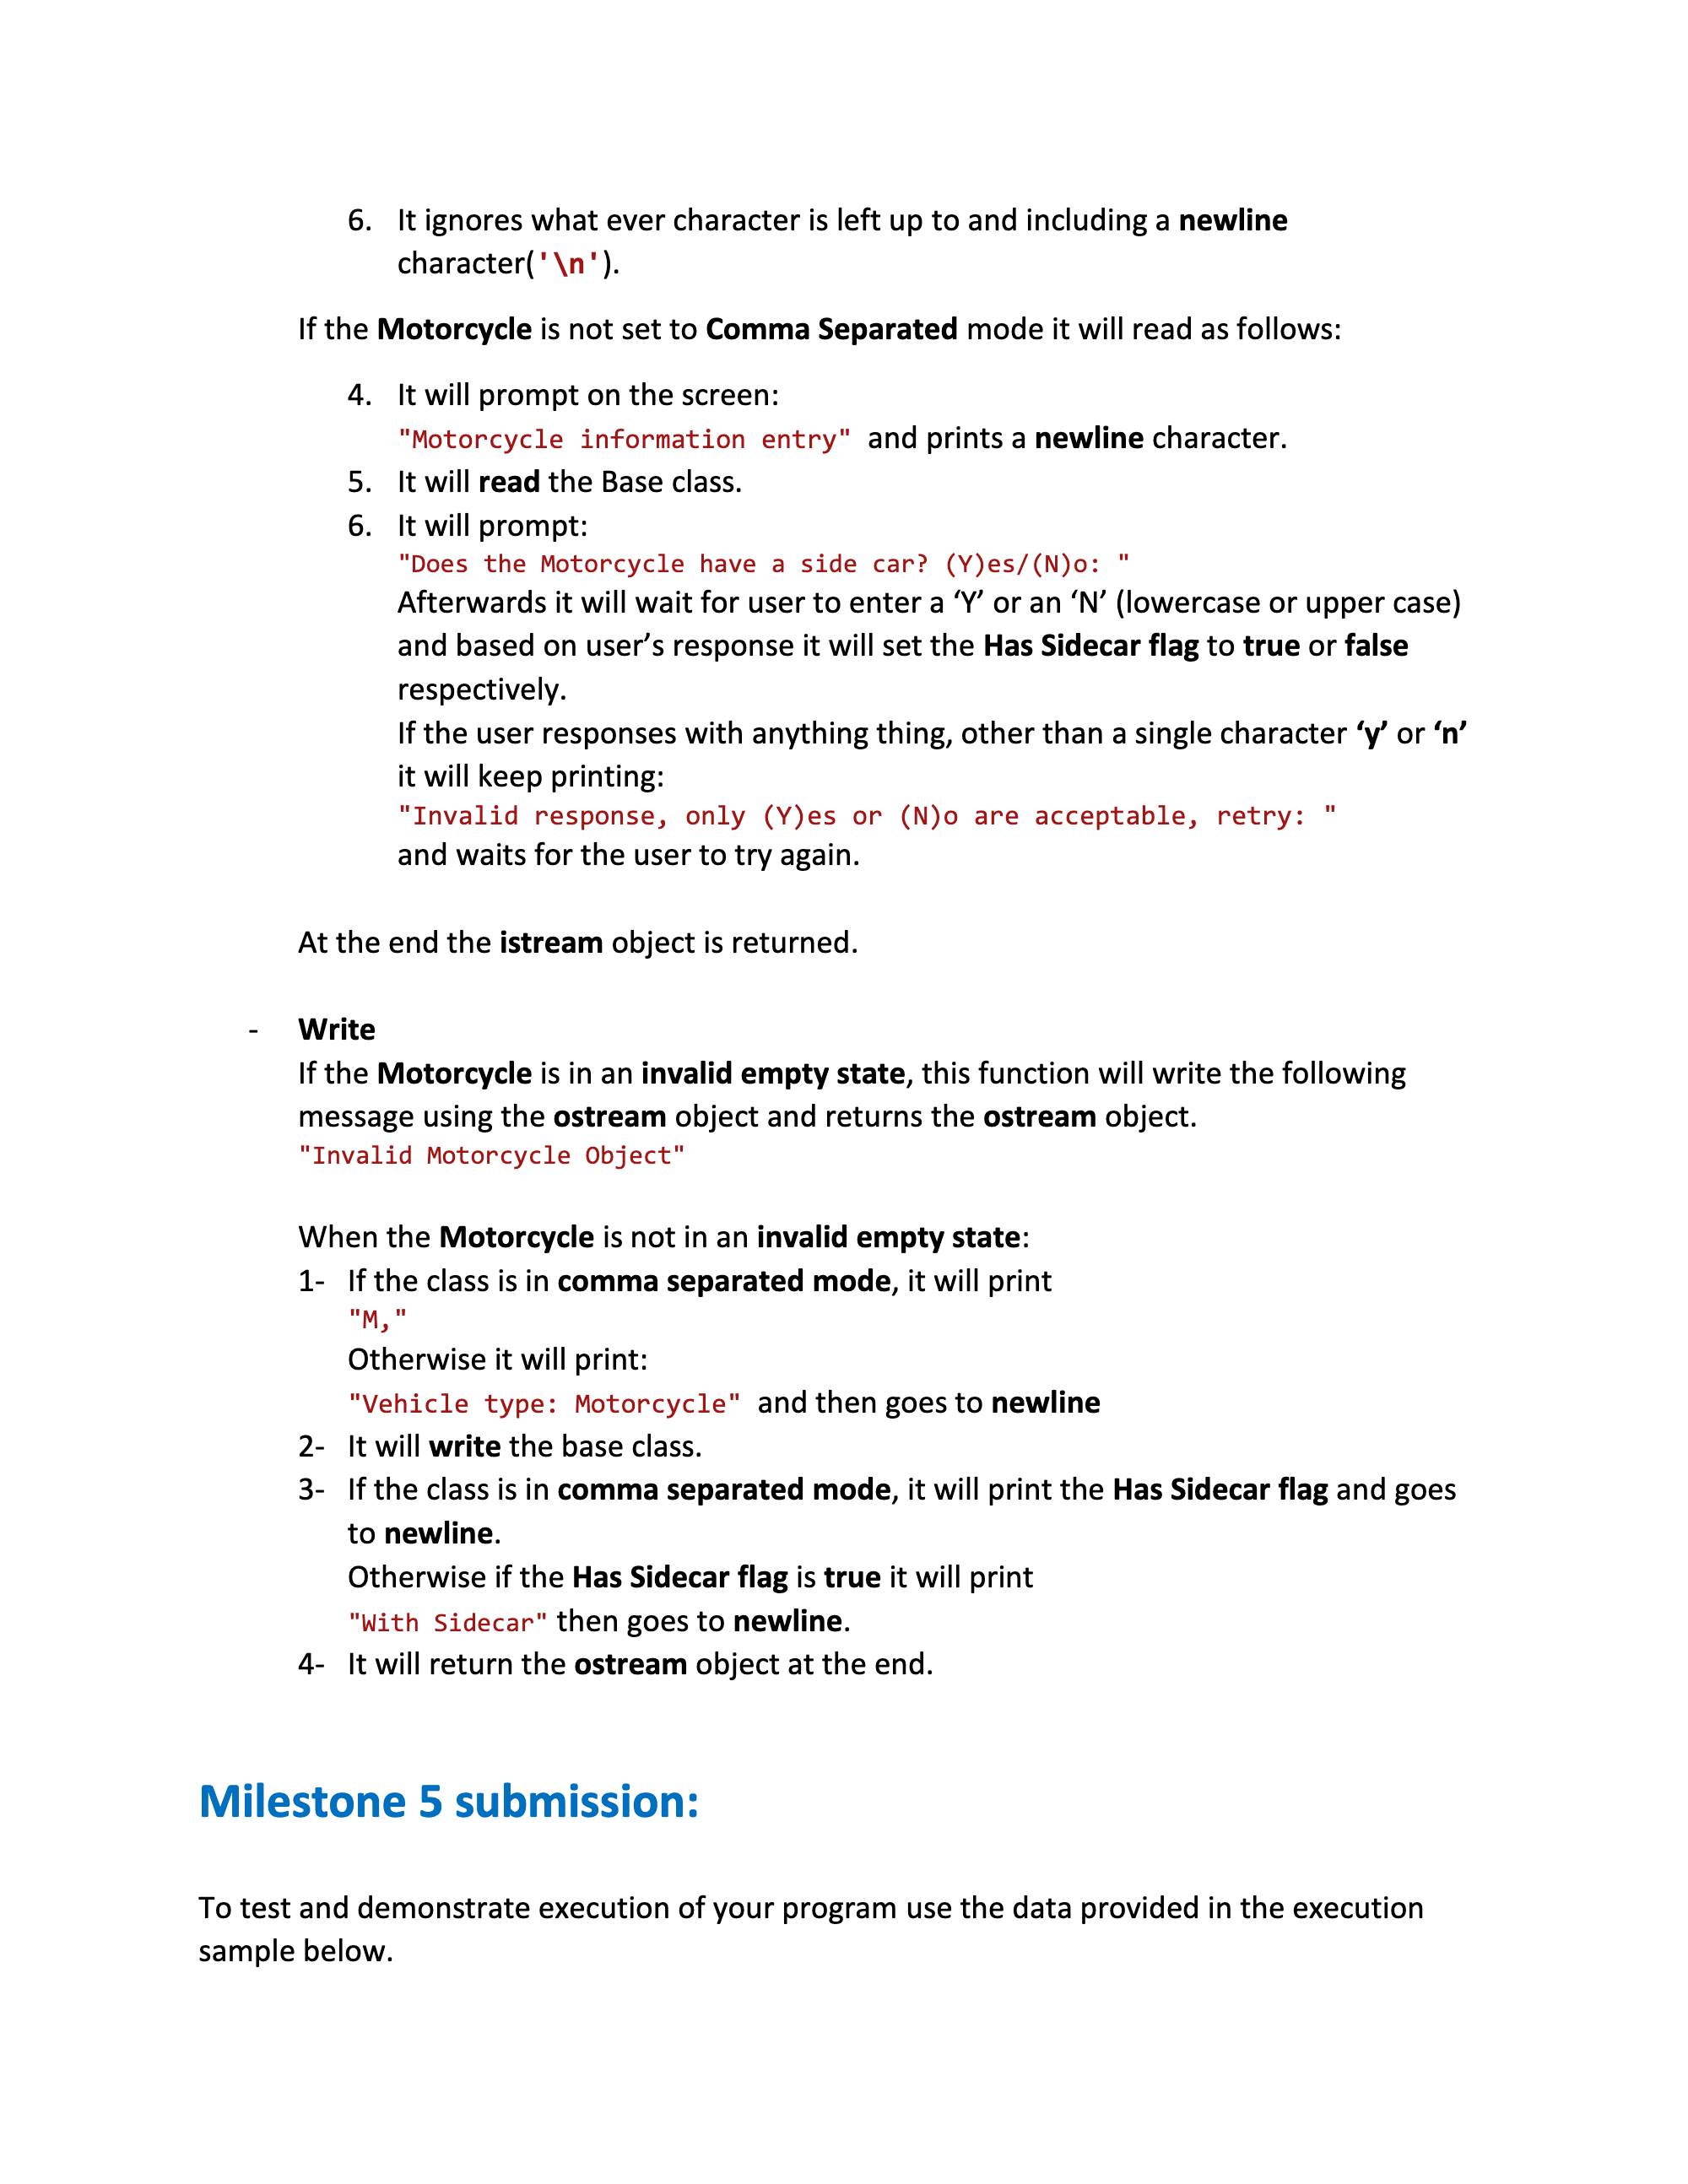 6. It ignores what ever character is left up to and including a newline
character('\n').
If the Motorcycle is not set to Comma Separated mode it will read as follows:
4. It will prompt on the screen:
"Motorcycle information entry" and prints a newline character.
5. It will read the Base class.
6. It will prompt:
"Does the Motorcycle have a side car? (Y)es/(N)o: "
Afterwards it will wait for user to enter a ‘Y’ or an ‘N’ (lowercase or upper case)
and based on user’s response it will set the Has Sidecar flag to true or false
respectively.
If the user responses with anything thing, other than a single character ‘y’ or ‘n’
it will keep printing:
"Invalid response, only (Y)es or (N)o are acceptable, retry: "
and waits for the user to try again.
At the end the istream object is returned.
- Write
If the Motorcycle is in an invalid empty state, this function will write the following
message using the ostream object and returns the ostream object.
"Invalid Motorcycle Object"
When the Motorcycle is not in an invalid empty state:
1- If the class is in comma separated mode, it will print
"M,"
Otherwise it will print:
"Vehicle type: Motorcycle" and then goes to newline
2- It will write the base class.
3- If the class is in comma separated mode, it will print the Has Sidecar flag and goes
to newline.
Otherwise if the Has Sidecar flag is true it will print
"With Sidecar" then goes to newline.
4- It will return the ostream object at the end.
Milestone 5 submission:
To test and demonstrate execution of your program use the data provided in the execution
sample below.